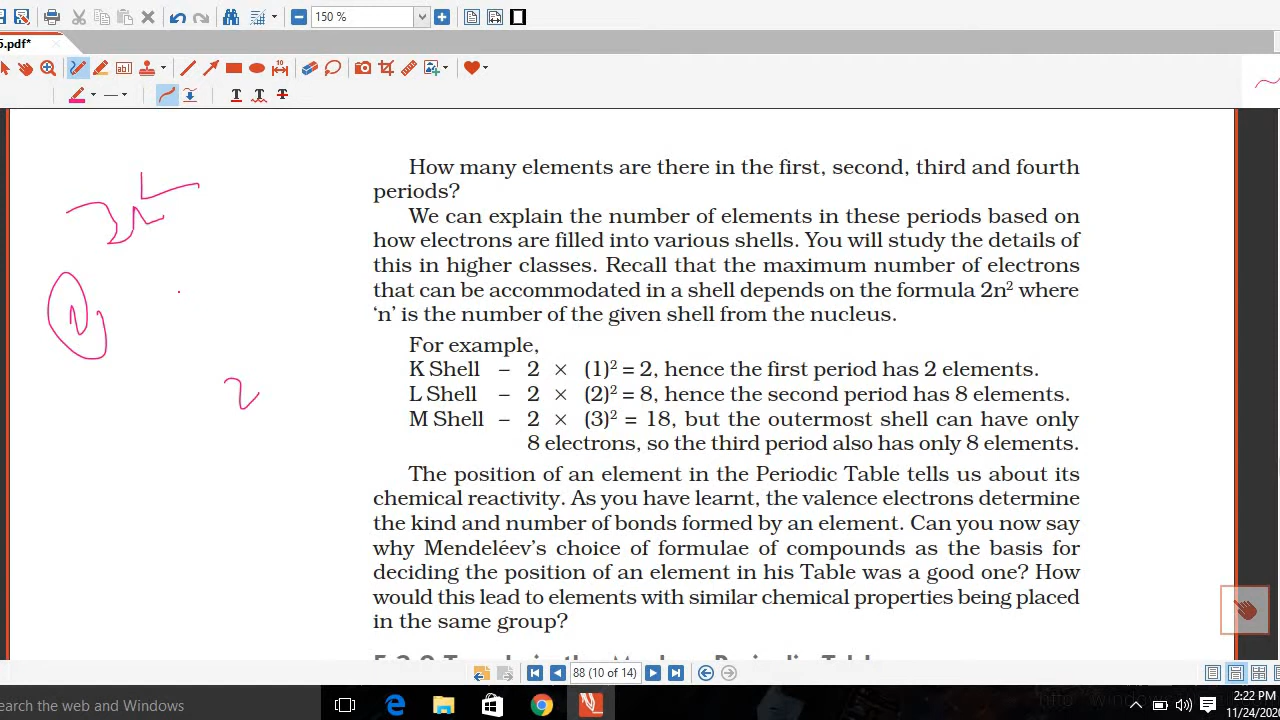 150 %
5.pdf*
How many elements are there in the first, second, third and fourth
periods?
We can explain the number of elements in these periods based on
how electrons are filled into various shells. You will study the details of
this in higher classes. Recall that the maximum number of electrons
that can be accommodated in a shell depends on the formula 2n² where
‘n’ is the number of the given shell from the nucleus.
For example,
K Shell – 2 × (1)² = 2, hence the first period has 2 elements.
L Shell – 2 × (2)² = 8, hence the second period has 8 elements.
M Shell – 2 × (3)² = 18, but the outermost shell can have only
8 electrons, so the third period also has only 8 elements.
The position of an element in the Periodic Table tells us about its
chemical reactivity. As you have learnt, the valence electrons determine
the kind and number of bonds formed by an element. Can you now say
why Mendeléev’s choice of formulae of compounds as the basis for
deciding the position of an element in his Table was a good one? How
would this lead to elements with similar chemical properties being placed
in the same group?
2
88 (10 of 14)
earch the web and Windows
2:22 PM
11/24/202